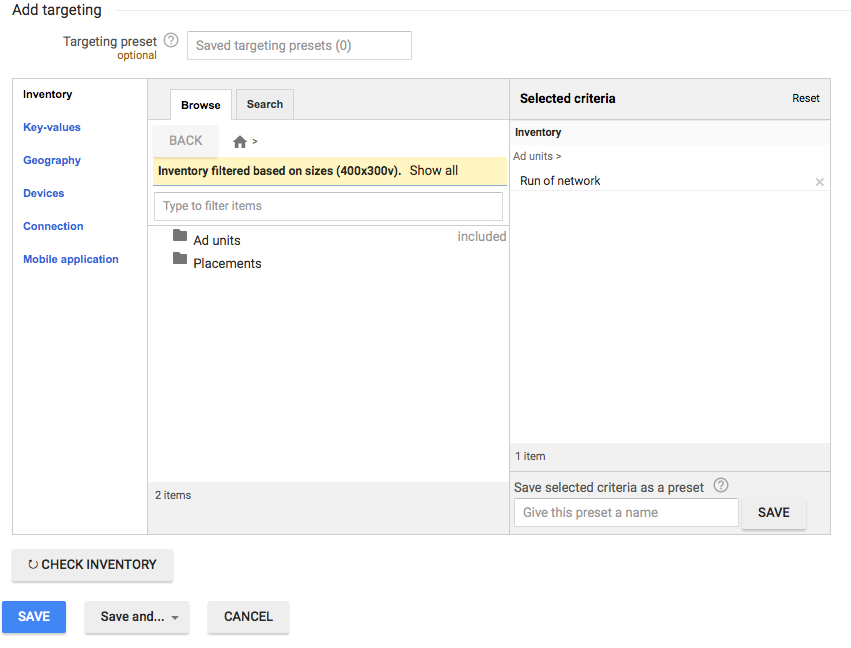 Add targeting
Targeting preset
optional
Saved targeting presets (0)
Inventory
Key-values
Geography
Devices
Connection
Mobile application
Browse
Search
BACK
>
Inventory filtered based on sizes (400x300v). Show all
Type to filter items
Ad units included
Placements
2 items
Selected criteria
Reset
Inventory
Ad units >
Run of network
1 item
Save selected criteria as a preset
Give this preset a name
SAVE
CHECK INVENTORY
SAVE
Save and...
CANCEL